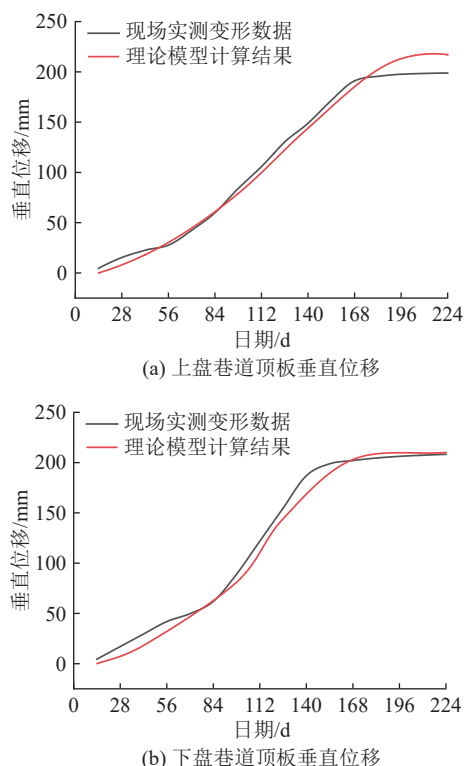 250
现场实测变形数据
理论模型计算结果
200
150
100
50
0
垂直位移/mm
0 28 56 84 112 140 168 196 224
日期/d
(a) 上盘巷道顶板垂直位移
250
现场实测变形数据
理论模型计算结果
200
150
100
50
0
垂直位移/mm
0 28 56 84 112 140 168 196 224
日期/d
(b) 下盘巷道顶板垂直位移